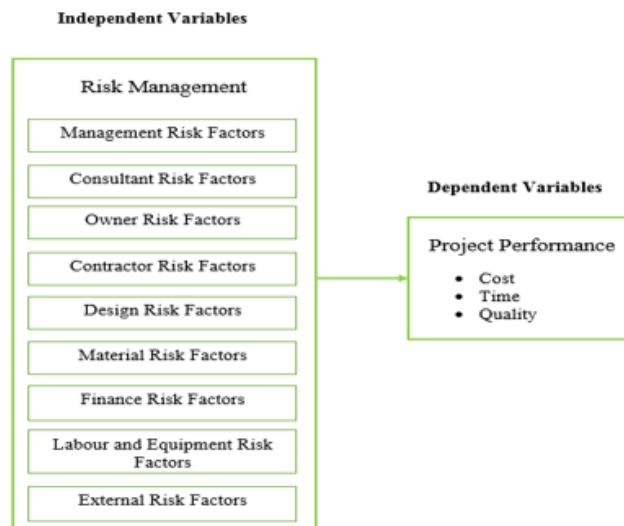 Independent Variables
Risk Management
Management Risk Factors
Consultant Risk Factors
Owner Risk Factors
Contractor Risk Factors
Design Risk Factors
Material Risk Factors
Finance Risk Factors
Labour and Equipment Risk
Factors
External Risk Factors
Dependent Variables
Project Performance
• Cost
• Time
• Quality